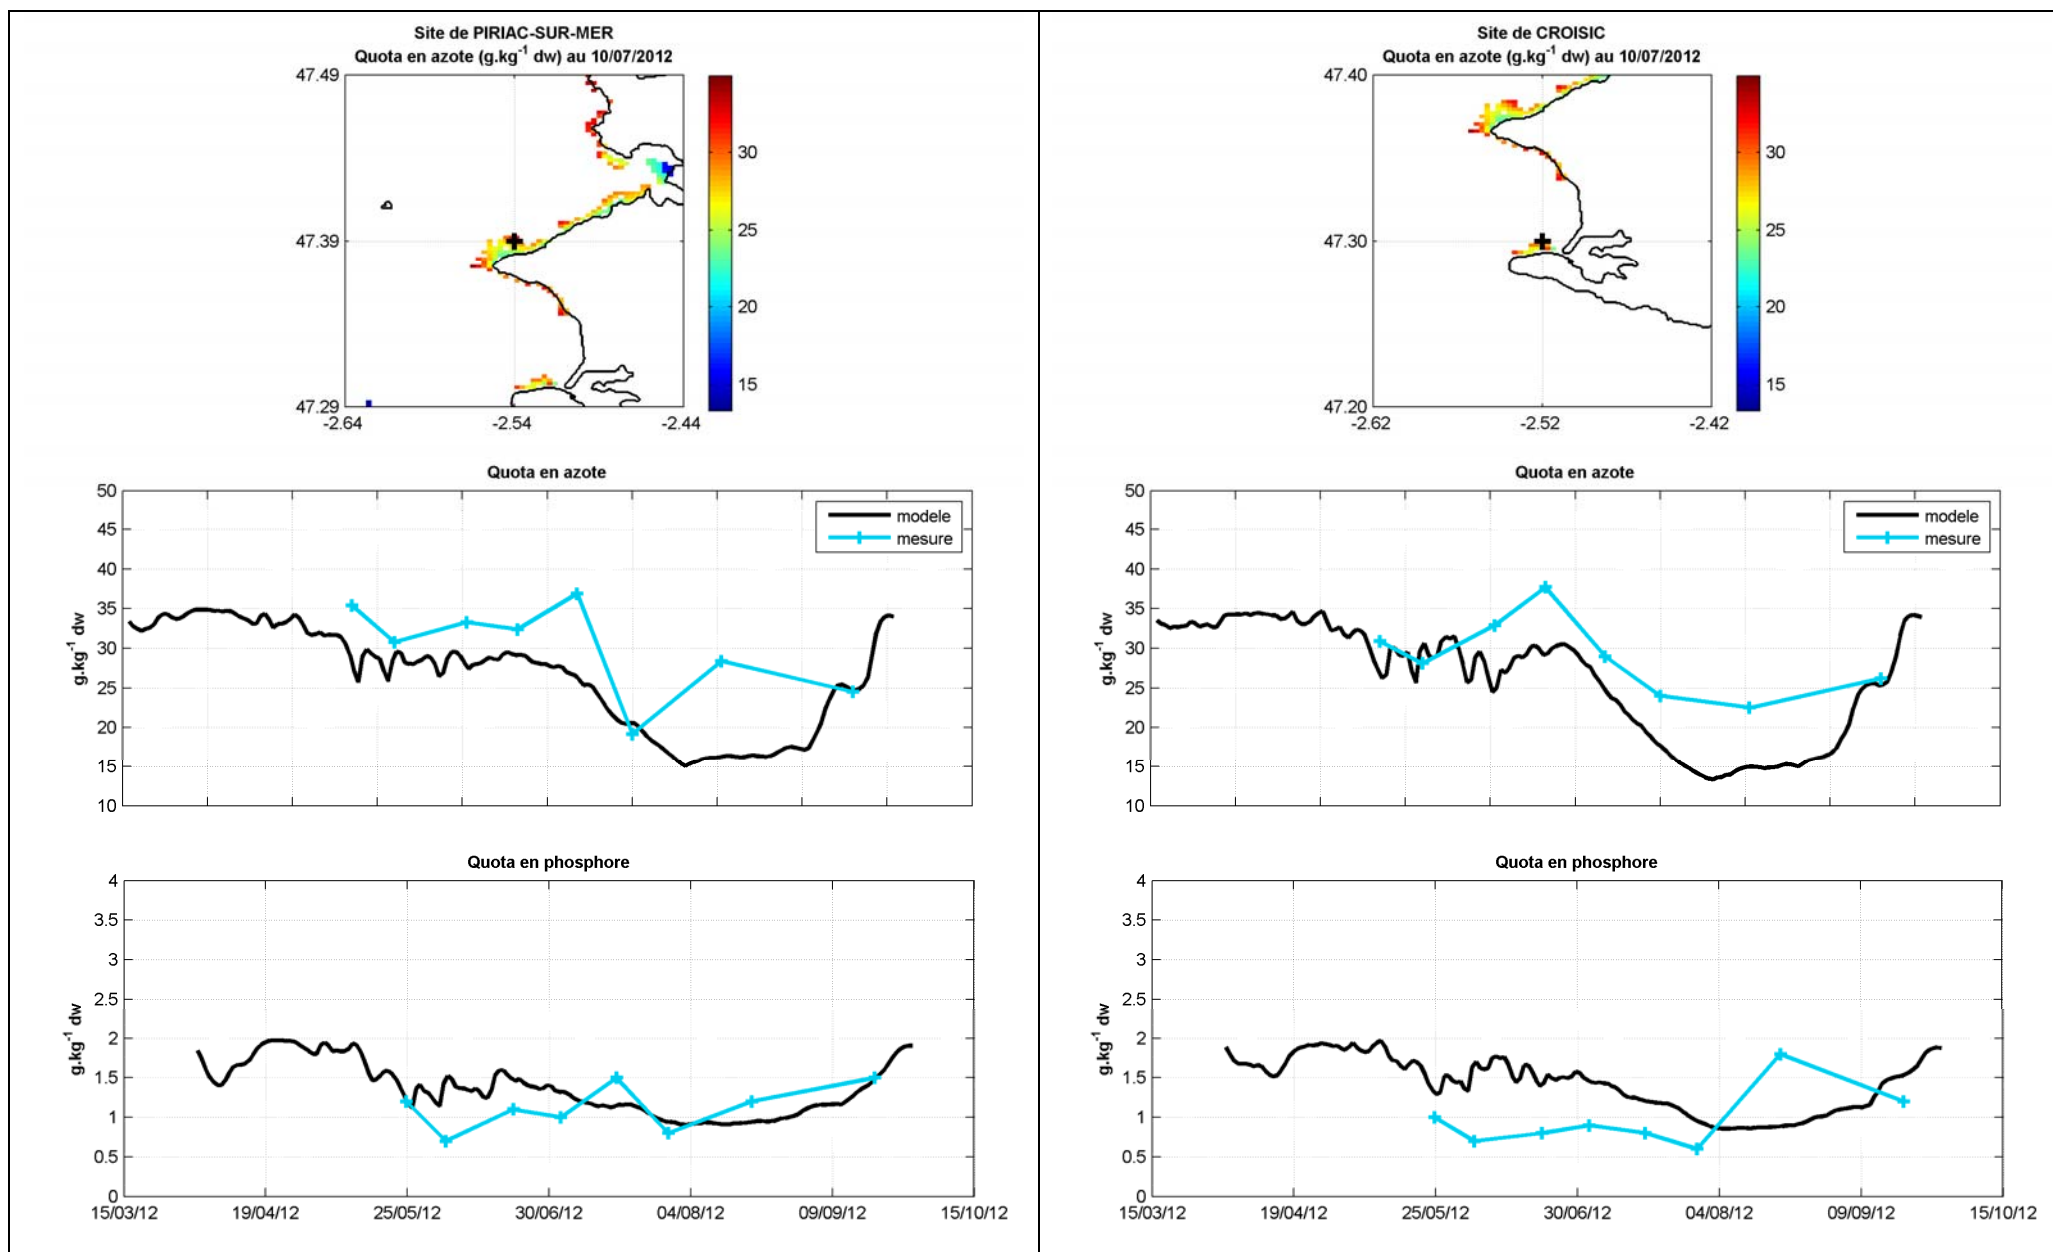 Site de PIRIAC-SUR-MER
Quota en azote (g.kg-1 dw) au 10/07/2012
47.49
47.39
47.29
-2.64 -2.54 -2.44
30
25
20
15
Quota en azote
50
45
40
35
30
25
20
15
10
g.kg-1 dw
modele
mesure
Quota en phosphore
4
3.5
3
2.5
2
1.5
1
0.5
0
g.kg-1 dw
15/03/12 19/04/12 25/05/12 30/06/12 04/08/12 09/09/12 15/10/12
Site de CROISIC
Quota en azote (g.kg-1 dw) au 10/07/2012
47.40
47.30
47.20
-2.62 -2.52 -2.42
30
25
20
15
Quota en azote
50
45
40
35
30
25
20
15
10
g.kg-1 dw
modele
mesure
Quota en phosphore
4
3.5
3
2.5
2
1.5
1
0.5
0
g.kg-1 dw
15/03/12 19/04/12 25/05/12 30/06/12 04/08/12 09/09/12 15/10/12